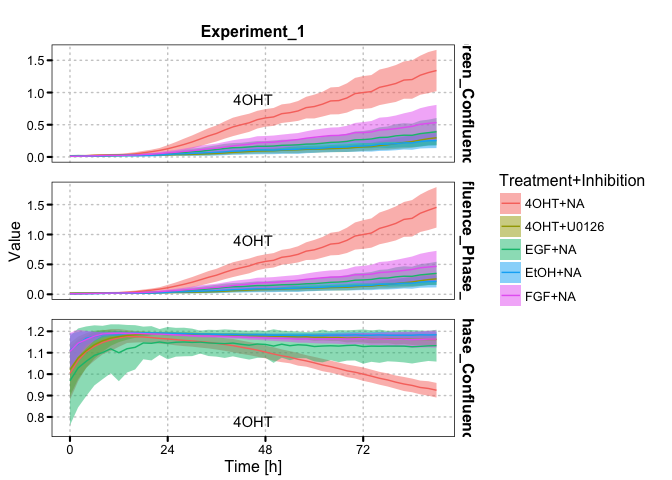 Experiment_1
1.5
1.0
0.5
0.0
4OHT
reen_Confluenc
1.5
1.0
0.5
0.0
4OHT
fluence_Phase_
1.2
1.1
1.0
0.9
0.8
4OHT
hase_Confluenc
Value
0 24 48 72
Time [h]
Treatment+Inhibition
4OHT+NA
4OHT+U0126
EGF+NA
EtOH+NA
FGF+NA